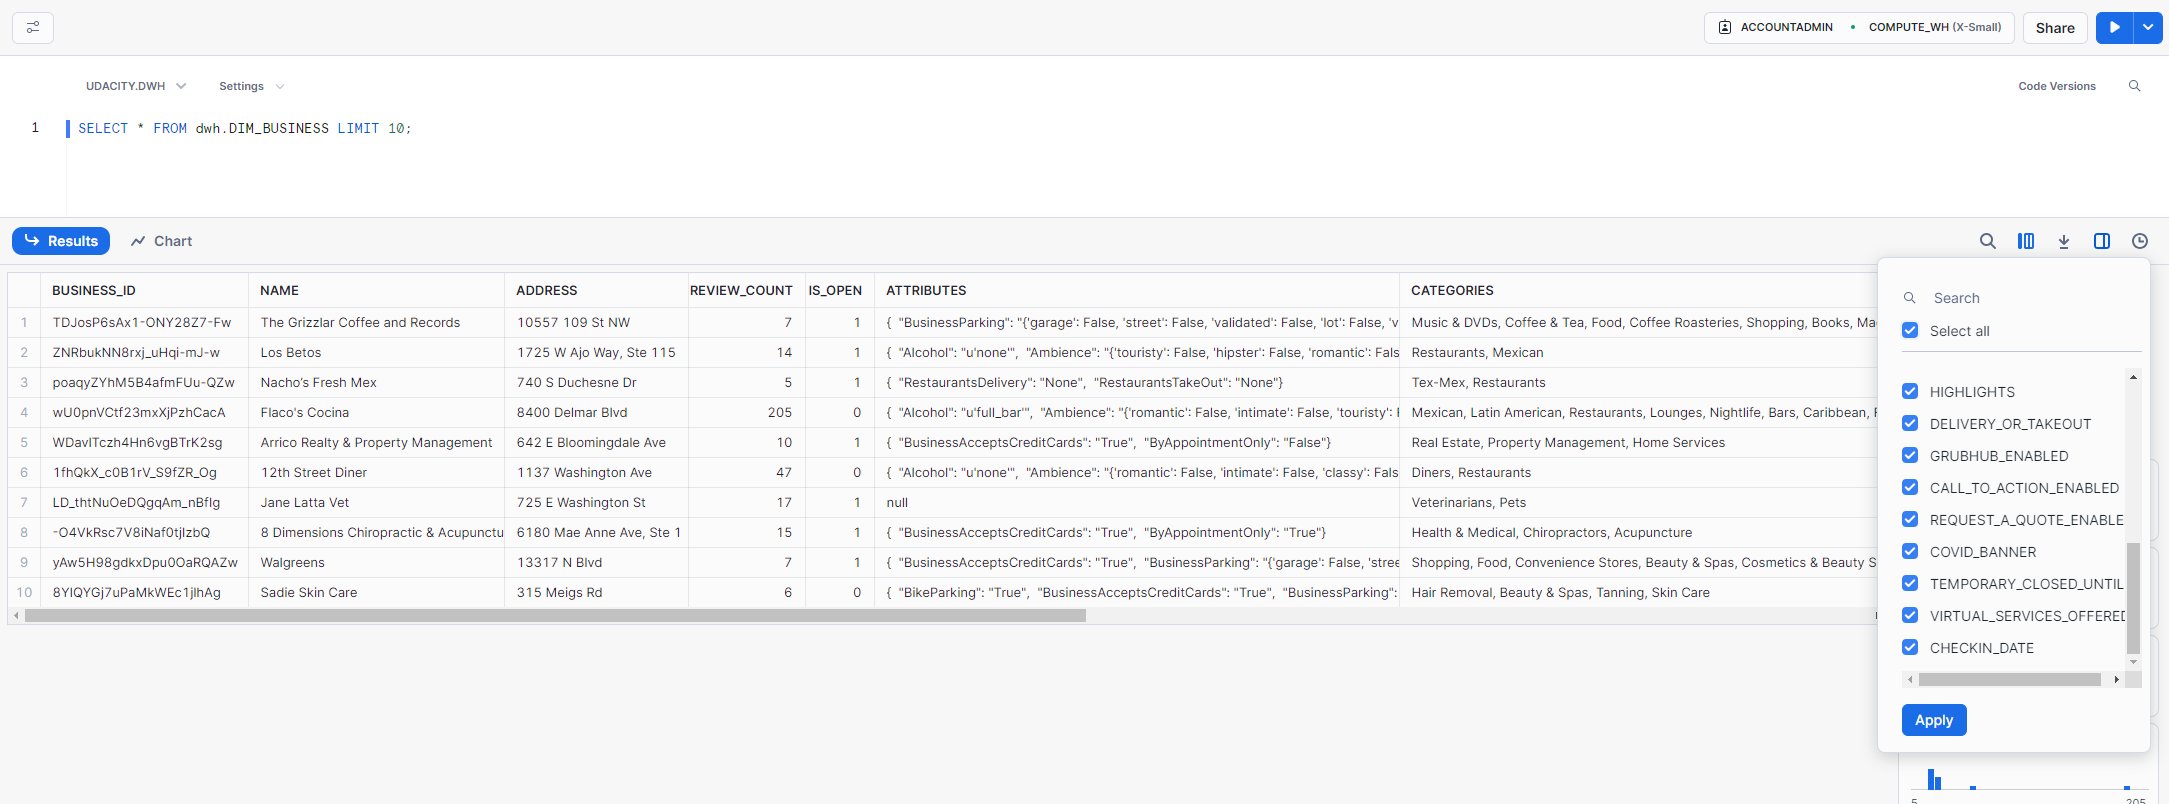 ACCOUNTADMIN • COMPUTE_WH (X-Small) Share
UDACITY.DWH Settings Code Versions
1 SELECT * FROM dwh.DIM_BUSINESS LIMIT 10;
Results Chart
BUSINESS_ID NAME ADDRESS REVIEW_COUNT IS_OPEN ATTRIBUTES CATEGORIES
1 TDJosP6sAx1-ONY28Z7-Fw The Grizzlar Coffee and Records 10557 109 St NW 7 1 { "BusinessParking": "{'garage': False, 'street': False, 'validated': False, 'lot': False, 'v Music & DVDs, Coffee & Tea, Food, Coffee Roasteries, Shopping, Books, Ma
2 ZNRbukNN8rxj_uHqi-mJ-w Los Betos 1725 W Ajo Way, Ste 115 14 1 { "Alcohol": "u'none'", "Ambience": "{'touristy': False, 'hipster': False, 'romantic': Fals Restaurants, Mexican
3 poaqyZYhM5B4afmFUu-QZw Nacho's Fresh Mex 740 S Duchesne Dr 5 1 { "RestaurantsDelivery": "None", "RestaurantsTakeOut": "None"} Tex-Mex, Restaurants
4 wU0pnVCtf23mxXjPzhCacA Flaco's Cocina 8400 Delmar Blvd 205 0 { "Alcohol": "u'full_bar'", "Ambience": "{'romantic': False, 'intimate': False, 'touristy': Mexican, Latin American, Restaurants, Lounges, Nightlife, Bars, Caribbean,
5 WDavITczh4Hn6vgBTrK2sg Arrico Realty & Property Management 642 E Bloomingdale Ave 10 1 { "BusinessAcceptsCreditCards": "True", "ByAppointmentOnly": "False"} Real Estate, Property Management, Home Services
6 1fhQkX_c0B1rV_S9fZR_Og 12th Street Diner 1137 Washington Ave 47 0 { "Alcohol": "u'none'", "Ambience": "{'romantic': False, 'intimate': False, 'classy': Fals Diners, Restaurants
7 LD_thtNuOeDQgqAm_nBfIg Jane Latta Vet 725 E Washington St 17 1 null Veterinarians, Pets
8 -O4VkRsc7V8iNaf0tjIzbQ 8 Dimensions Chiropractic & Acupunctu 6180 Mae Anne Ave, Ste 1 15 1 { "BusinessAcceptsCreditCards": "True", "ByAppointmentOnly": "True"} Health & Medical, Chiropractors, Acupuncture
9 yAw5H98gdkxDpu0OaRQAZw Walgreens 13317 N Blvd 7 1 { "BusinessAcceptsCreditCards": "True", "BusinessParking": "{'garage': False, 'stree Shopping, Food, Convenience Stores, Beauty & Spas, Cosmetics & Beauty S
10 8YIQYGj7uPaMkWEc1jlhAg Sadie Skin Care 315 Meigs Rd 6 0 { "BikeParking": "True", "BusinessAcceptsCreditCards": "True", "BusinessParking": Hair Removal, Beauty & Spas, Tanning, Skin Care
Search
Select all
HIGHLIGHTS
DELIVERY_OR_TAKEOUT
GRUBHUB_ENABLED
CALL_TO_ACTION_ENABLED
REQUEST_A_QUOTE_ENABLE
COVID_BANNER
TEMPORARY_CLOSED_UNTIL
VIRTUAL_SERVICES_OFFERED
CHECKIN_DATE
Apply
5 205